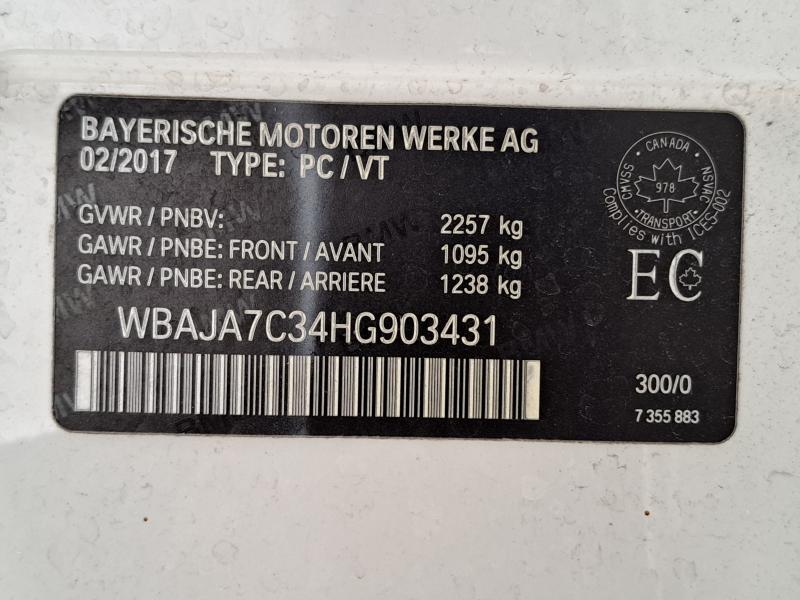 BAYERISCHE MOTOREN WERKE AG
02/2017 TYPE: PC / VT
GVWR / PNBV: 2257 kg
GAWR / PNBE: FRONT / AVANT 1095 kg
GAWR / PNBE: REAR / ARRIERE 1238 kg
WBAJA7C34HG903431
CANADA
CMVSS
NSVAC
978
TRANSPORT
Complies with ICES-002
EC
300/0
7 355 883